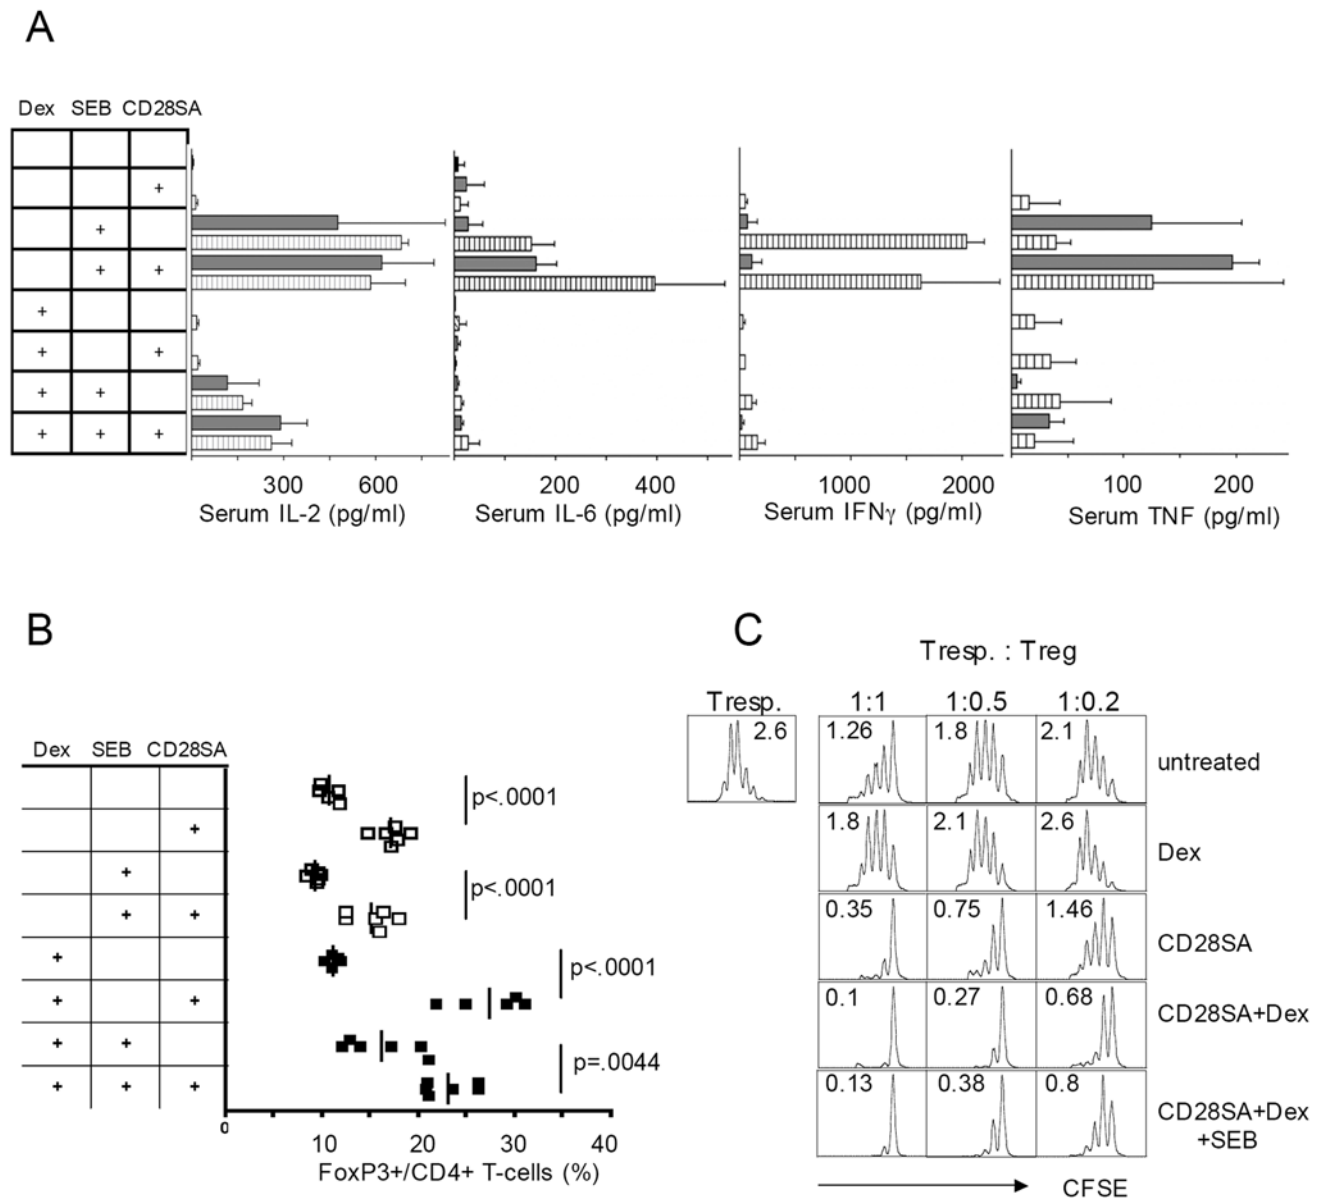 A
Dex SEB CD28SA
+
+
+ +
+
+ +
+ +
+ + +
300 600
Serum IL-2 (pg/ml)
200 400
Serum IL-6 (pg/ml)
1000 2000
Serum IFNγ (pg/ml)
100 200
Serum TNF (pg/ml)
B
Dex SEB CD28SA
+
+
+ +
+
+ +
+ +
+ + +
p<.0001
p<.0001
p<.0001
p=.0044
0 10 20 30 40
FoxP3+/CD4+ T-cells (%)
C
Tresp. : Treg
Tresp. 1:1 1:0.5 1:0.2
2.6 1.26 1.8 2.1 untreated
1.8 2.1 2.6 Dex
0.35 0.75 1.46 CD28SA
0.1 0.27 0.68 CD28SA+Dex
0.13 0.38 0.8 CD28SA+Dex
+SEB
CFSE